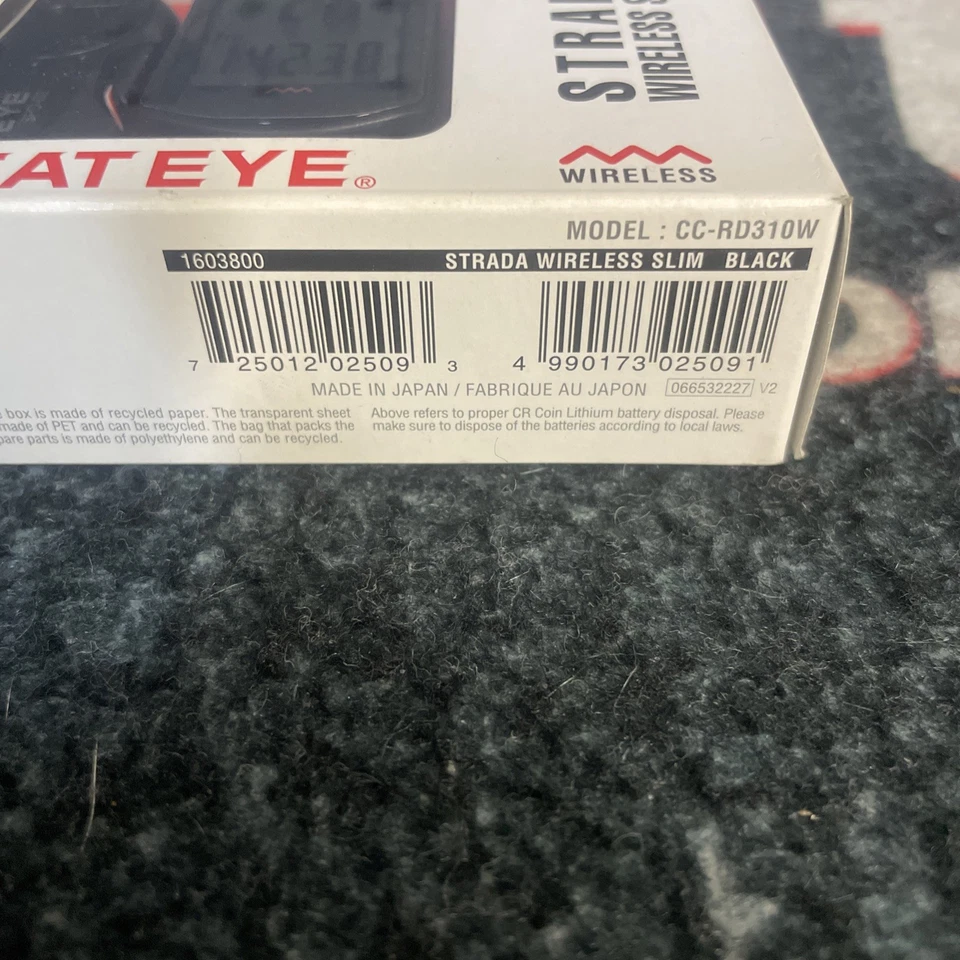 STRA
WIRELESS S
ATEYE®
WIRELESS
MODEL : CC-RD310W
1603800 STRADA WIRELESS SLIM BLACK
7 25012 02509 3 4 990173 025091
MADE IN JAPAN / FABRIQUE AU JAPON 066532227 V2
box is made of recycled paper. The transparent sheet
made of PET and can be recycled. The bag that packs the
pare parts is made of polyethylene and can be recycled.
Above refers to proper CR Coin Lithium battery disposal. Please
make sure to dispose of the batteries according to local laws.